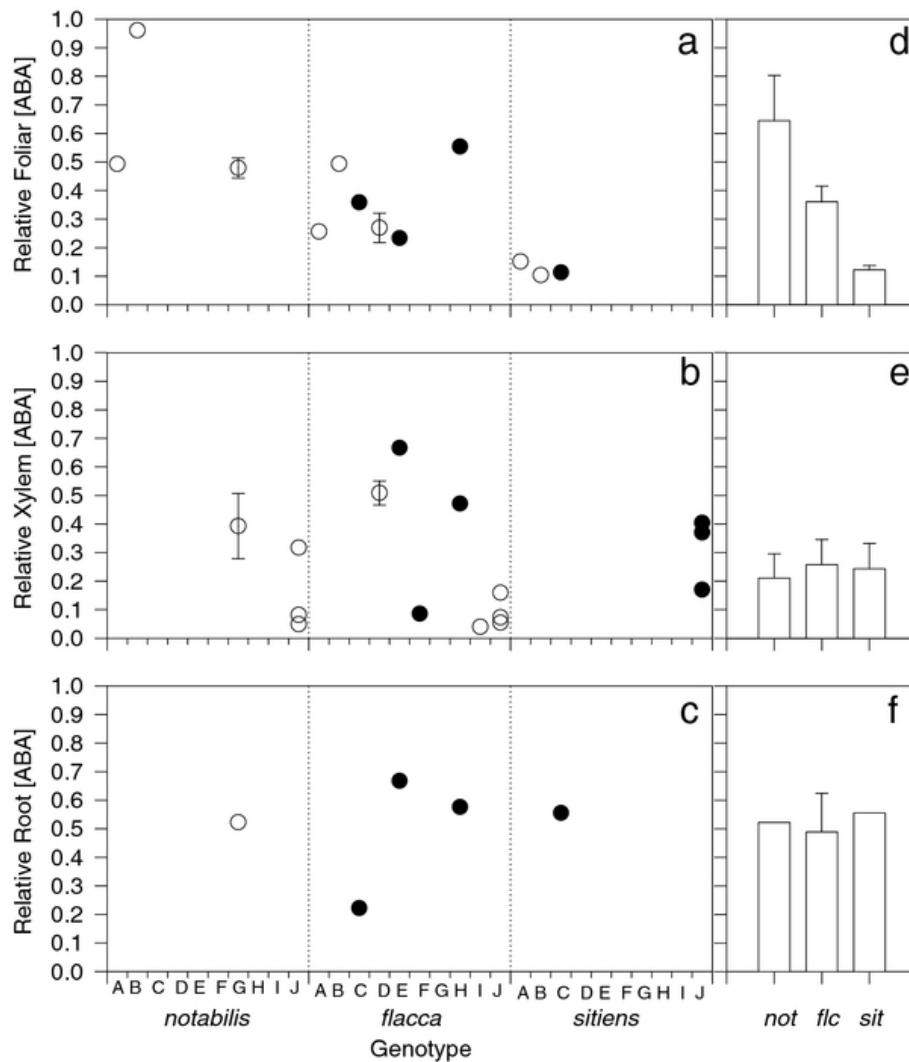 Relative Foliar [ABA]
1.0
0.9
0.8
0.7
0.6
0.5
0.4
0.3
0.2
0.1
0.0
a
d
Relative Xylem [ABA]
1.0
0.9
0.8
0.7
0.6
0.5
0.4
0.3
0.2
0.1
0.0
b
e
Relative Root [ABA]
1.0
0.9
0.8
0.7
0.6
0.5
0.4
0.3
0.2
0.1
0.0
c
f
A B C D E F G H I J A B C D E F G H I J A B C D E F G H I J
notabilis flacca sitiens not flc sit
Genotype